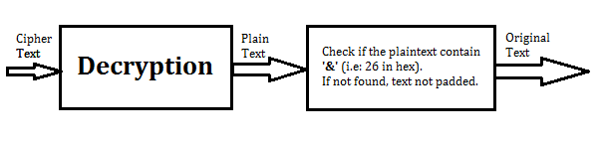 Cipher
Text
Decryption
Plain
Text
Check if the plaintext contain
'&' (i.e: 26 in hex).
If not found, text not padded.
Original
Text